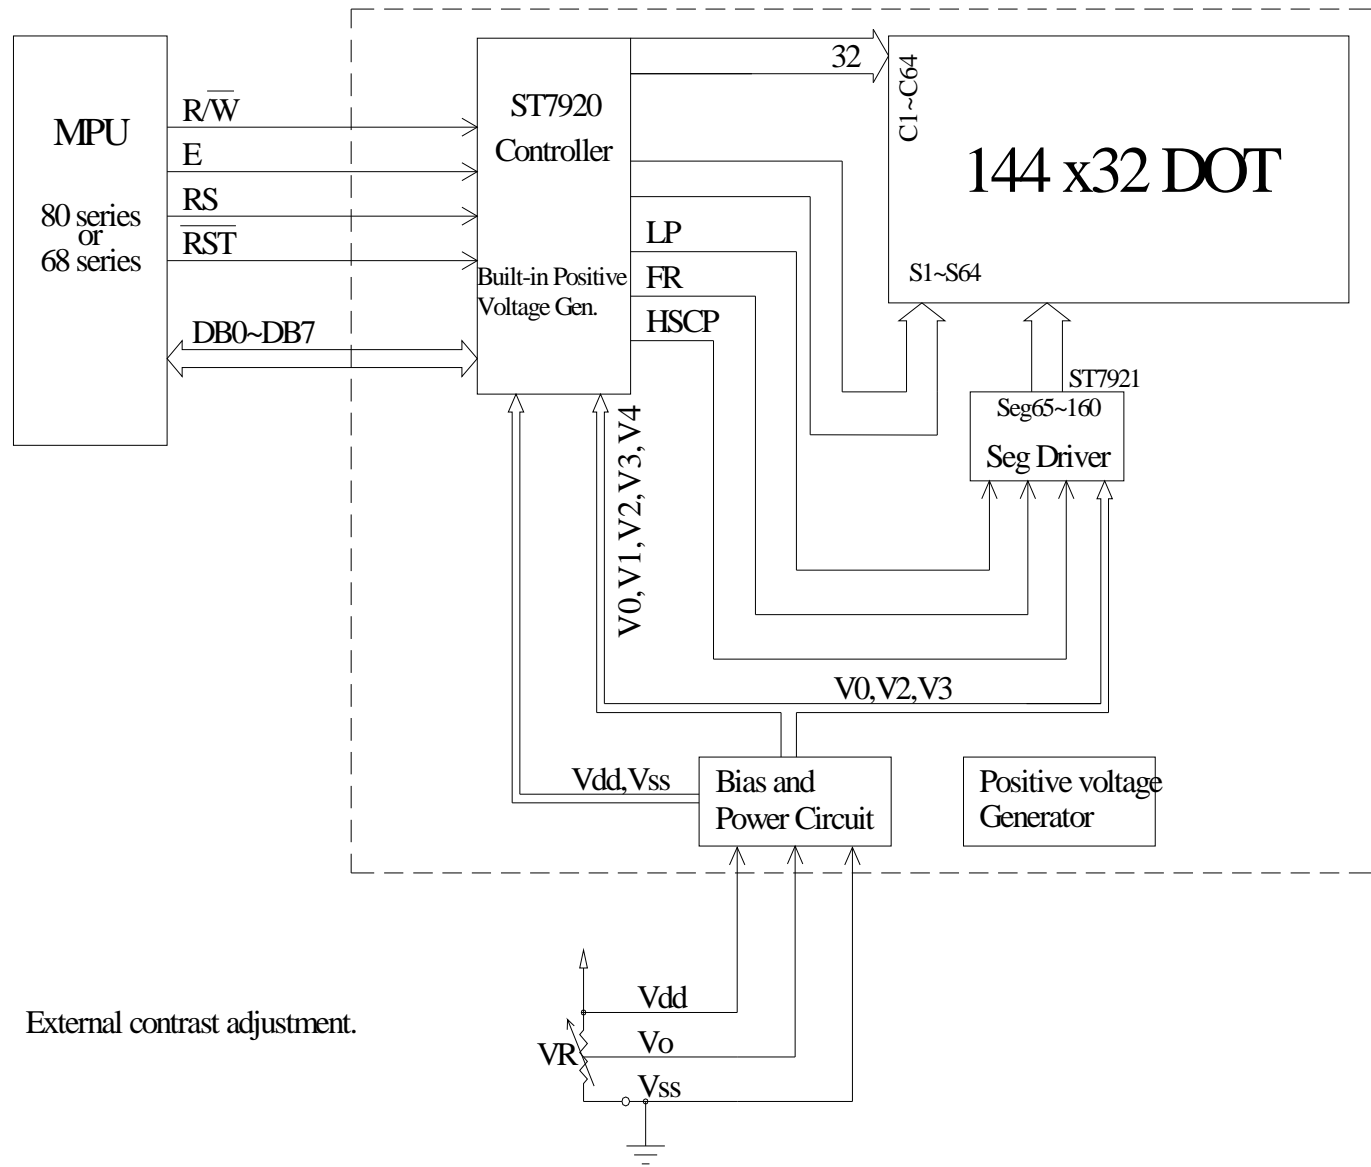 MPU
80 series
or
68 series
R/W̅
E
RS
R̅S̅T̅
DB0~DB7
ST7920
Controller
Built-in Positive
Voltage Gen.
32
LP
FR
HSCP
C1~C64
144 x32 DOT
S1~S64
ST7921
Seg65~160
Seg Driver
V0,V1,V2,V3,V4
V0,V2,V3
Vdd,Vss
Bias and
Power Circuit
Positive voltage
Generator
External contrast adjustment.
VR
Vdd
Vo
Vss